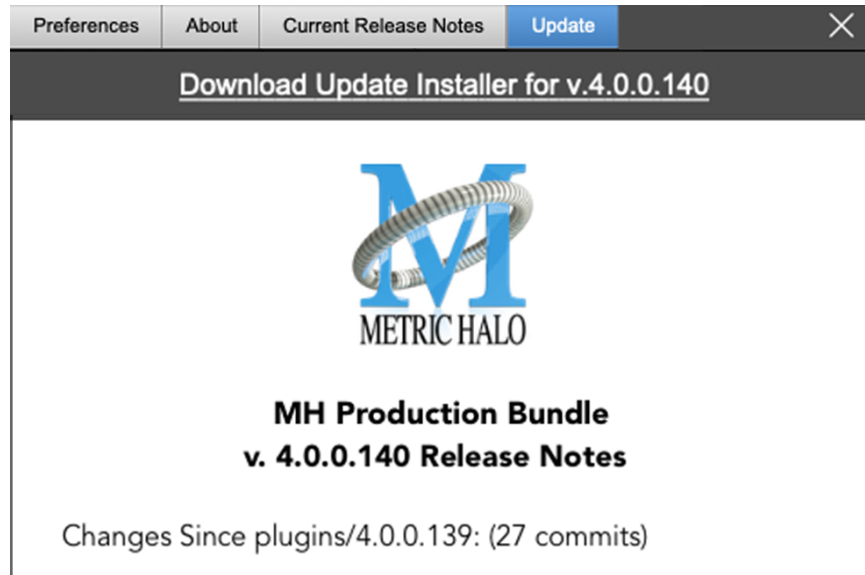 Preferences About Current Release Notes Update
Download Update Installer for v.4.0.0.140
M
METRIC HALO
MH Production Bundle
v. 4.0.0.140 Release Notes
Changes Since plugins/4.0.0.139: (27 commits)